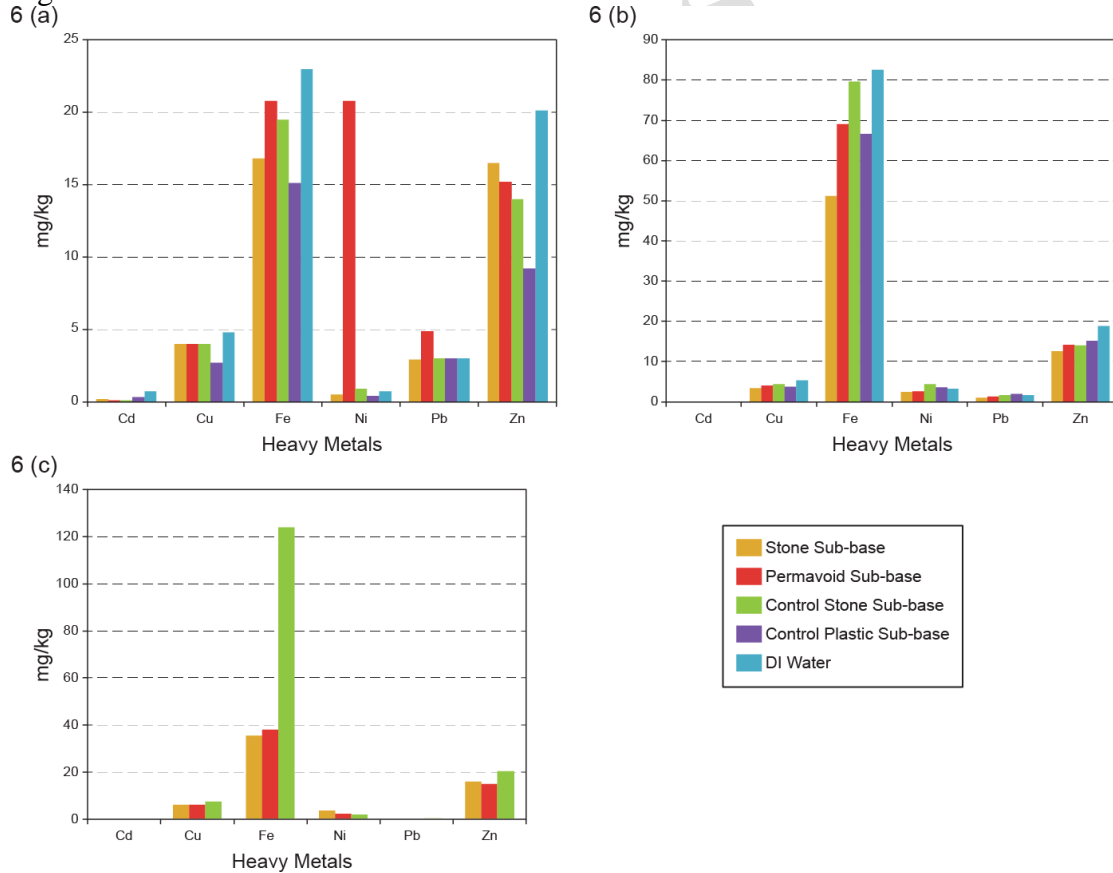 6 (a)
25
20
15
10
5
0
mg/kg
Cd Cu Fe Ni Pb Zn
Heavy Metals
6 (b)
90
80
70
60
50
40
30
20
10
0
mg/kg
Cd Cu Fe Ni Pb Zn
Heavy Metals
6 (c)
140
120
100
80
60
40
20
0
mg/kg
Cd Cu Fe Ni Pb Zn
Heavy Metals
Stone Sub-base
Permavoid Sub-base
Control Stone Sub-base
Control Plastic Sub-base
DI Water